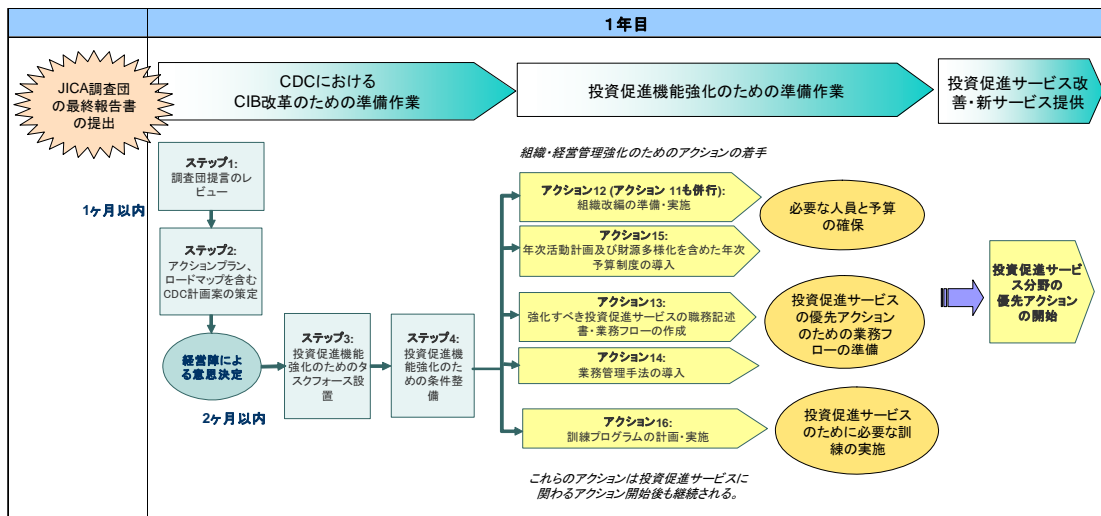 1年目
JICA調査団
の最終報告書
の提出
CDCにおける
CIB改革のための準備作業
投資促進機能強化のための準備作業
投資促進サービス改
善・新サービス提供
組織・経営管理強化のためのアクションの着手
1ヶ月以内
ステップ1:
調査団提言のレ
ビュー
ステップ2:
アクションプラン、
ロードマップを含む
CDC計画案の策定
経営陣によ
る意思決定
2ヶ月以内
ステップ3:
投資促進機能
強化のためのタ
スクフォース設
置
ステップ4:
投資促進機
能強化のた
めの条件整
備
アクション12 (アクション 11も併行):
組織改編の準備・実施
アクション15:
年次活動計画及び財源多様化を含めた年次
予算制度の導入
アクション13:
強化すべき投資促進サービスの職務記述
書・業務フローの作成
アクション14:
業務管理手法の導入
アクション16:
訓練プログラムの計画・実施
必要な人員と予算
の確保
投資促進サービス
の優先アクション
のための業務フ
ローの準備
投資促進サービス
のために必要な訓
練の実施
投資促進サービ
ス分野の
優先アクション
の開始
これらのアクションは投資促進サービスに
関わるアクション開始後も継続される。